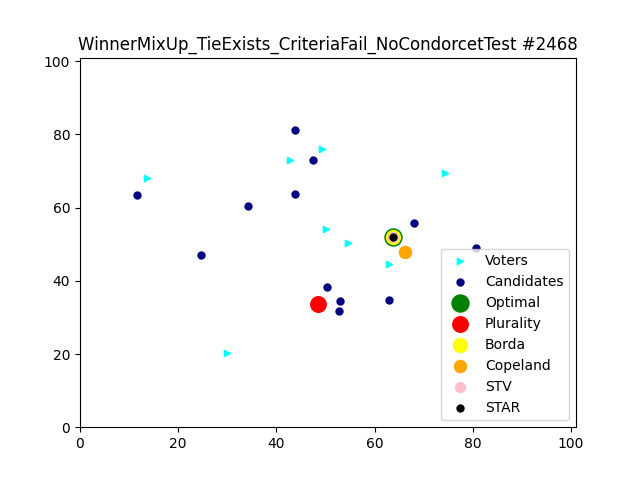 WinnerMixUp_TieExists_CriteriaFail_NoCondorcetTest #2468
100
80
60
40
20
0
0 20 40 60 80 100
Voters
Candidates
Optimal
Plurality
Borda
Copeland
STV
STAR